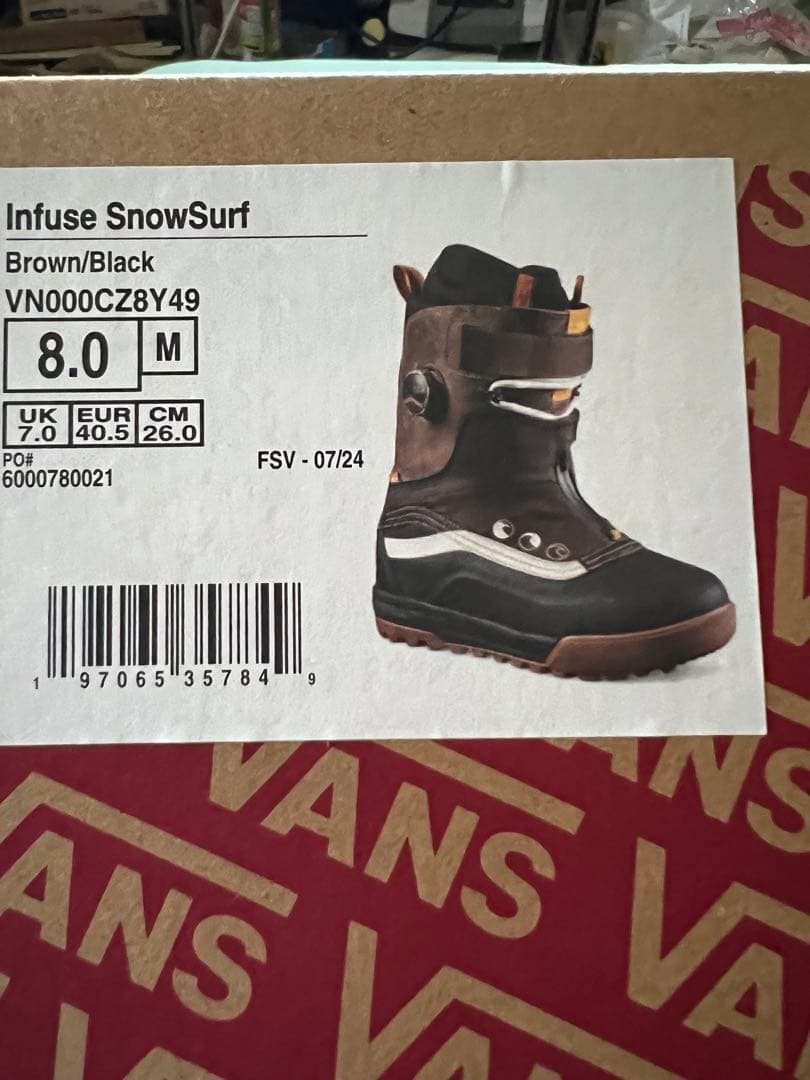 Infuse SnowSurf
Brown/Black
VN000CZ8Y49
8.0 M
UK EUR CM
7.0 40.5 26.0
PO#
6000780021
FSV - 07/24
1 97065 35784 9
VANS
VANS
VANS
VANS
VANS